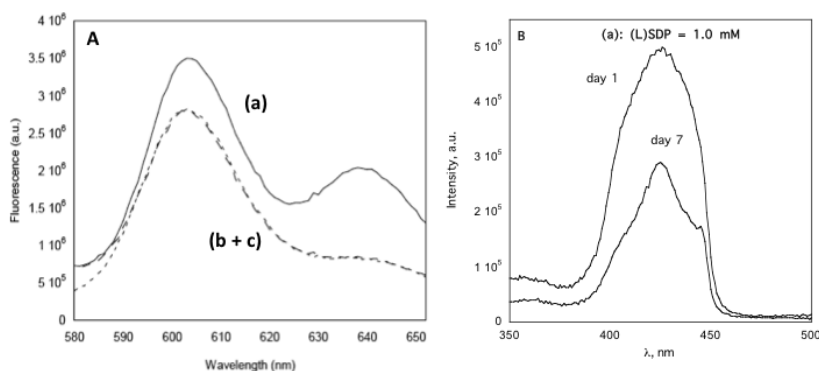 A
Fluorescence (a.u.)
4 10⁶
3.5 10⁶
3 10⁶
2.5 10⁶
2 10⁶
1.5 10⁶
1 10⁶
5 10⁵
0
(a)
(b + c)
580 590 600 610 620 630 640 650
Wavelength (nm)
B
(a): (L)SDP = 1.0 mM
Intensity, a.u.
5 10⁵
4 10⁵
3 10⁵
2 10⁵
1 10⁵
0
day 1
day 7
350 400 450 500
λ, nm